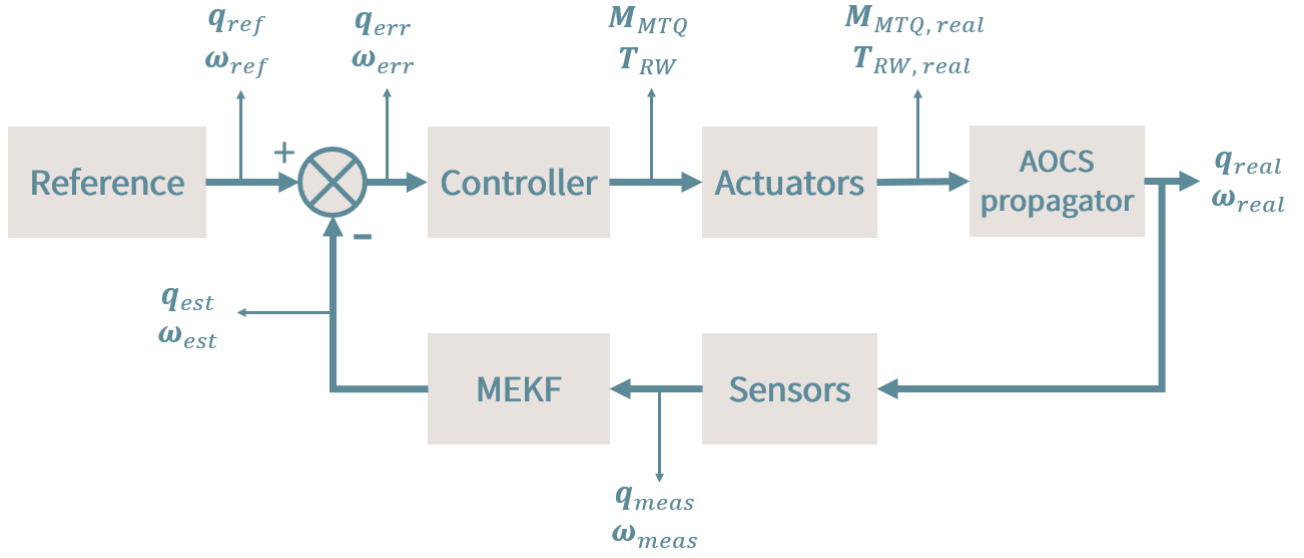 q_ref
ω_ref
q_err
ω_err
M_MTQ
T_RW
M_MTQ, real
T_RW, real
Reference
+
Controller
Actuators
AOCS
propagator
q_real
ω_real
−
q_est
ω_est
MEKF
Sensors
q_meas
ω_meas